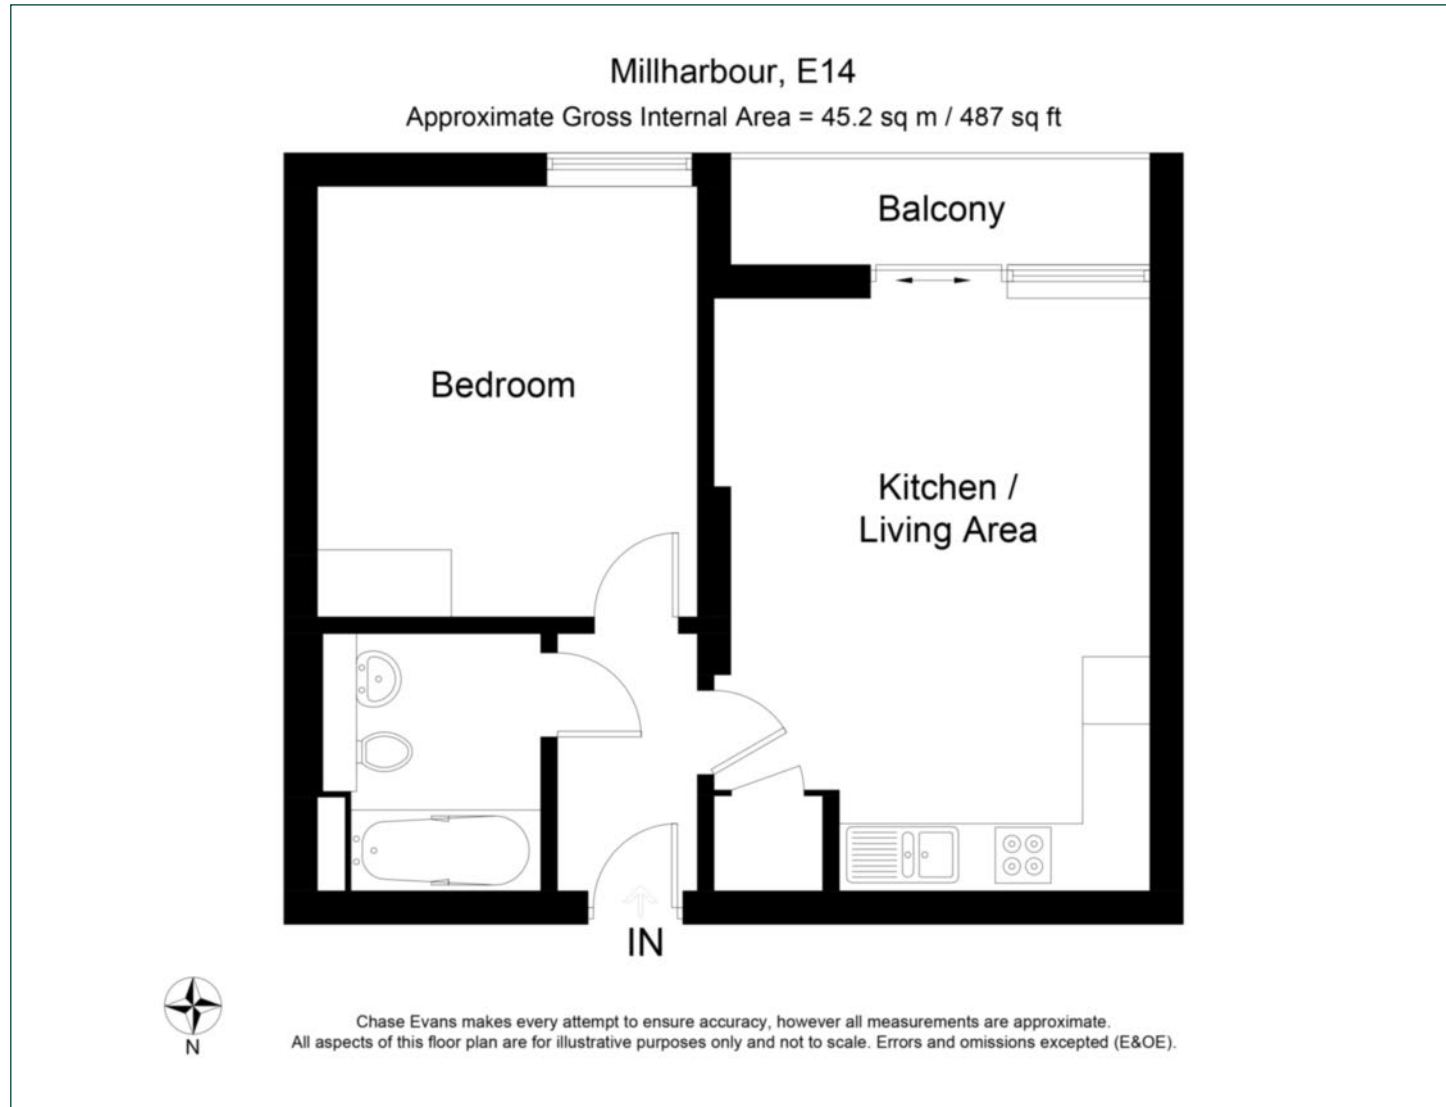 Millharbour, E14
Approximate Gross Internal Area = 45.2 sq m / 487 sq ft
Balcony
Bedroom
Kitchen /
Living Area
IN
N
Chase Evans makes every attempt to ensure accuracy, however all measurements are approximate.
All aspects of this floor plan are for illustrative purposes only and not to scale. Errors and omissions excepted (E&OE).